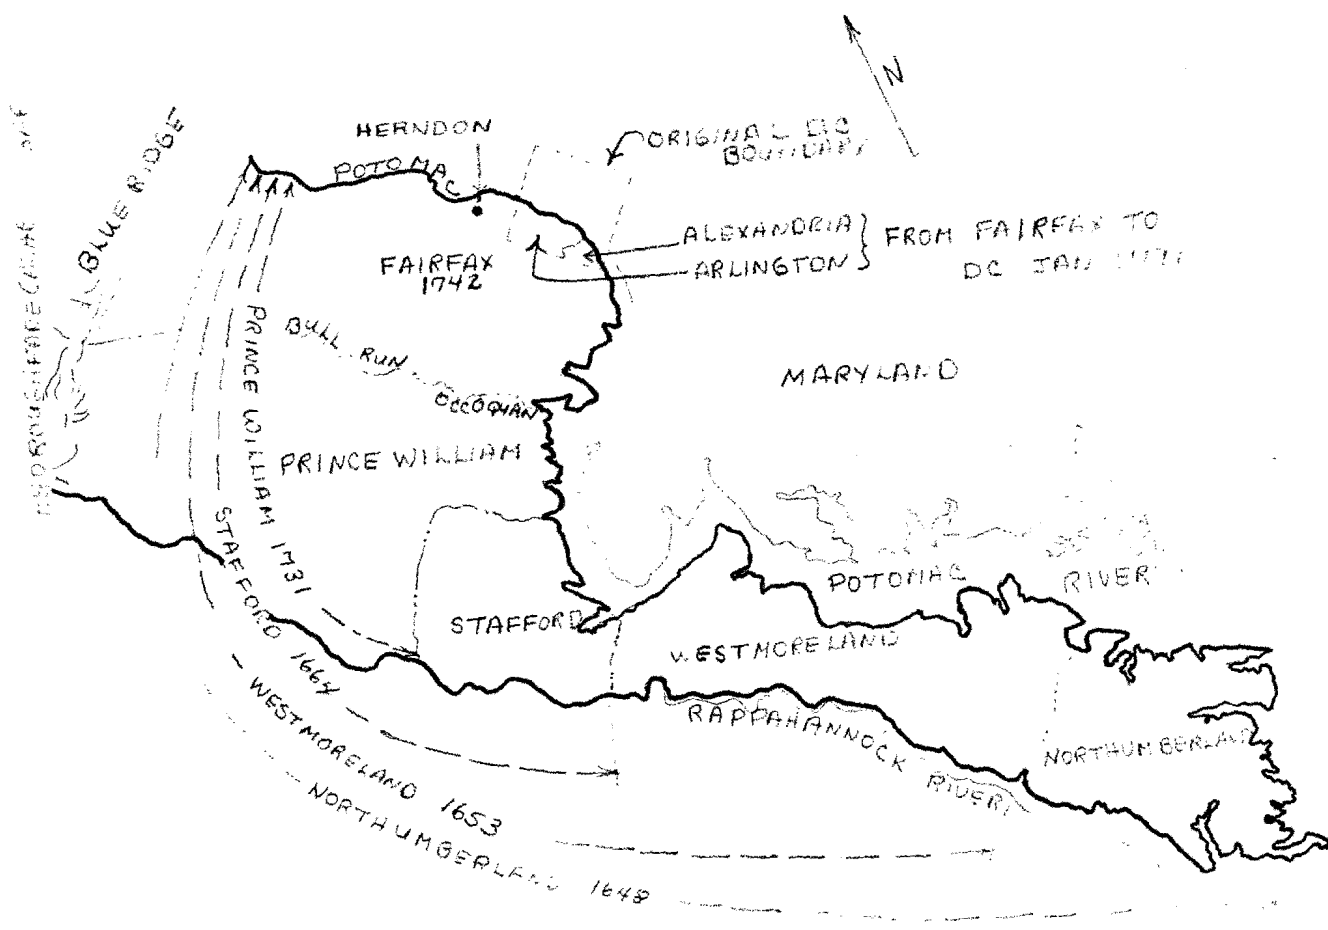 N
HERNDON
POTOMAC
ORIGINAL DC
BOUNDARY
BLUE RIDGE
ALEXANDRIA
ARLINGTON
FROM FAIRFAX TO
DC JAN
FAIRFAX
1742
BULL RUN
OCCOQUAN
MARYLAND
PRINCE WILLIAM
PRINCE WILLIAM 1731
STAFFORD
STAFFORD 1664
POTOMAC RIVER
WESTMORELAND
RAPPAHANNOCK RIVER
NORTHUMBERLAND
WESTMORELAND 1653
NORTHUMBERLAND 1648